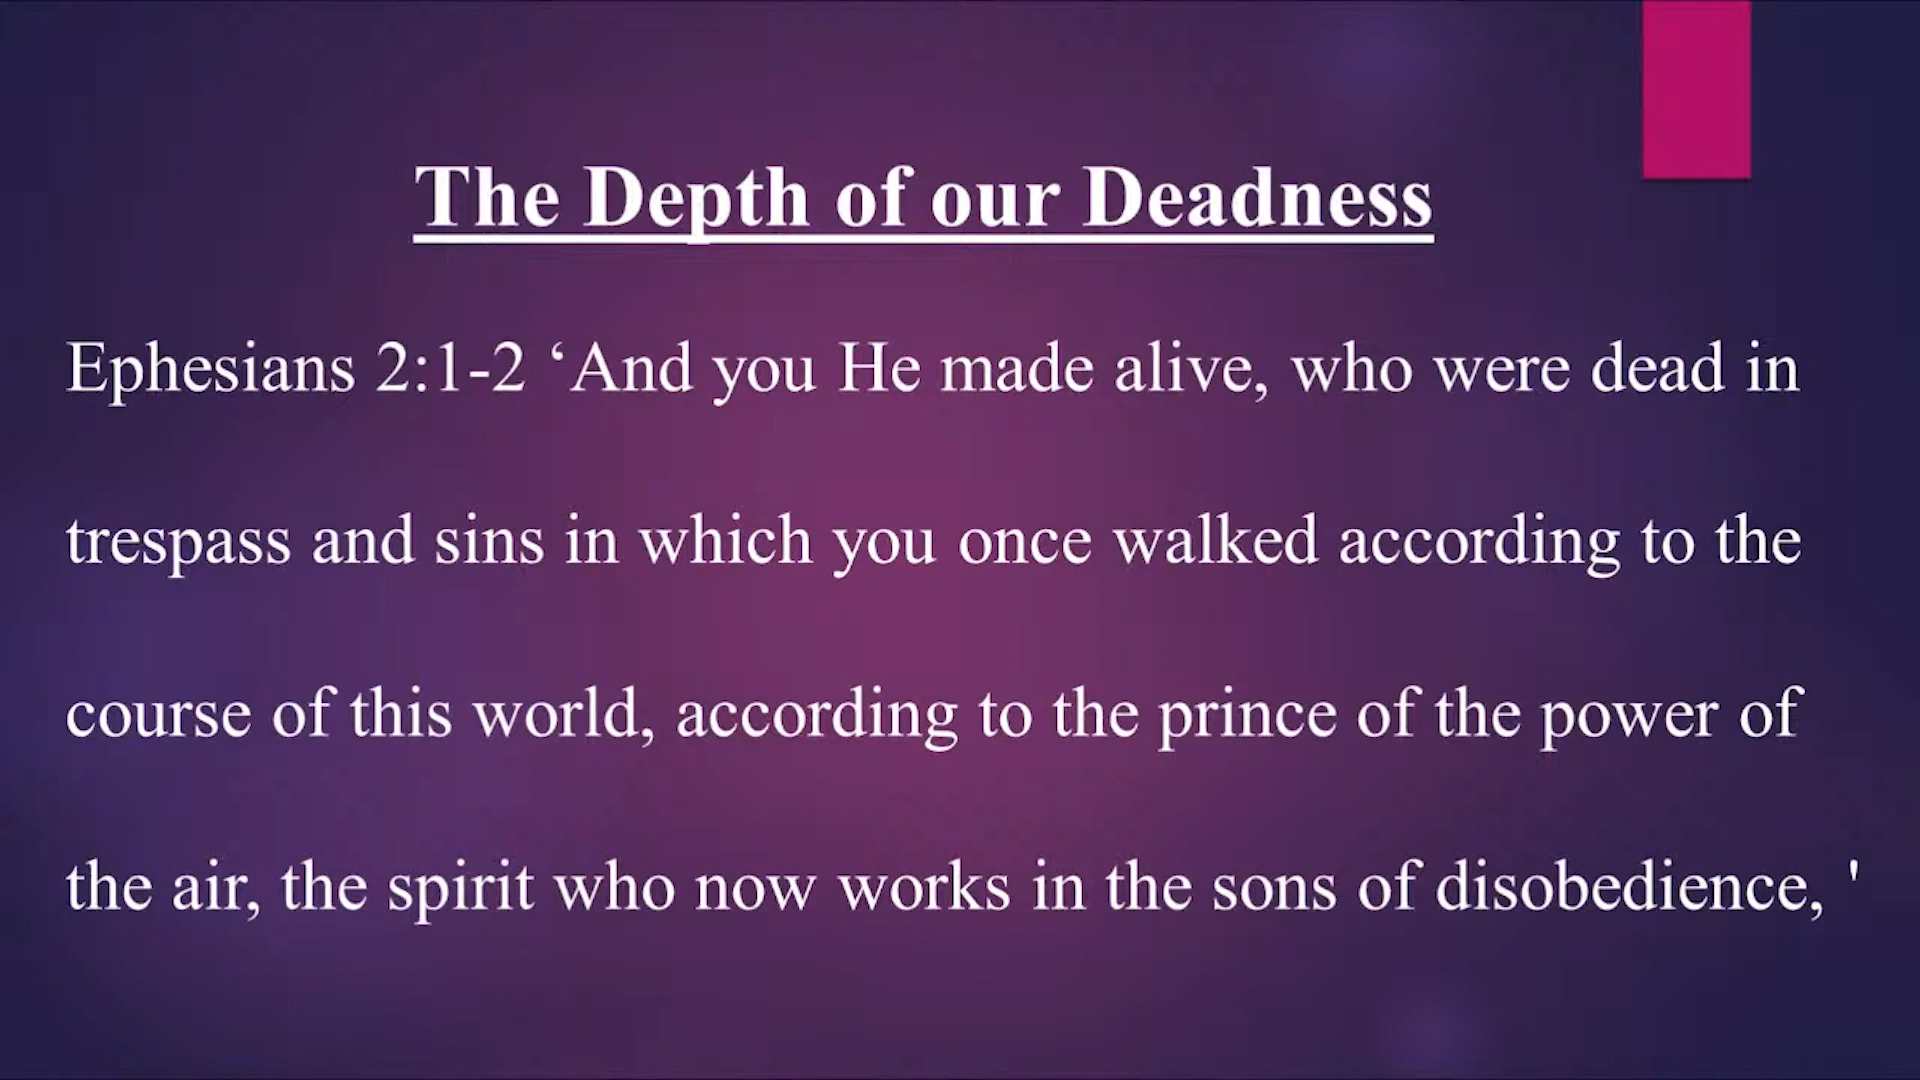 The Depth of our Deadness
Ephesians 2:1-2 ‘And you He made alive, who were dead in
trespass and sins in which you once walked according to the
course of this world, according to the prince of the power of
the air, the spirit who now works in the sons of disobedience, '